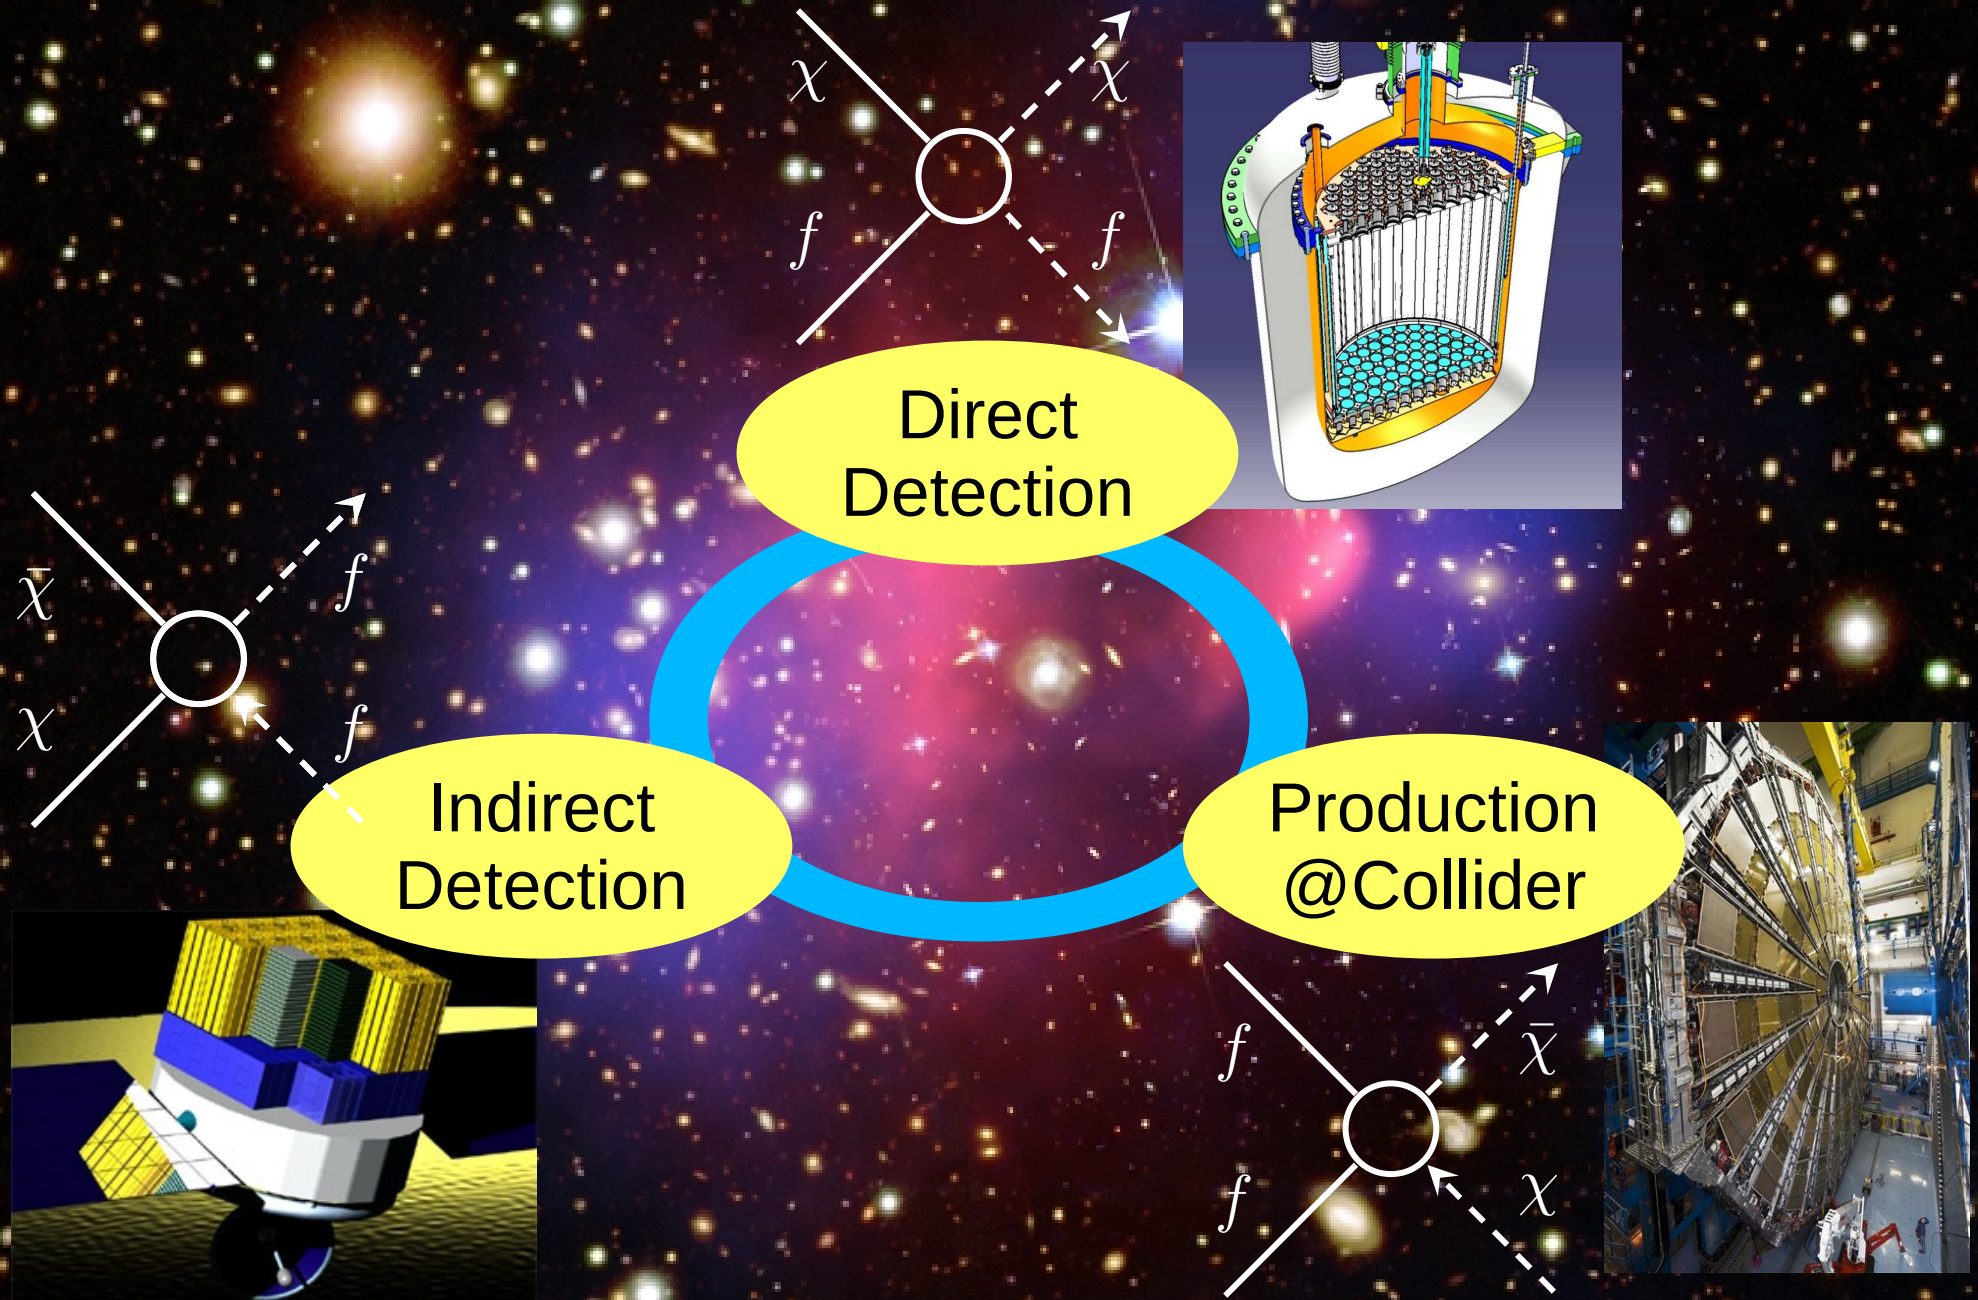 χ χ
f f
Direct
Detection
χ̄ f
χ f
Indirect
Detection
Production
@Collider
f χ̄
f χ